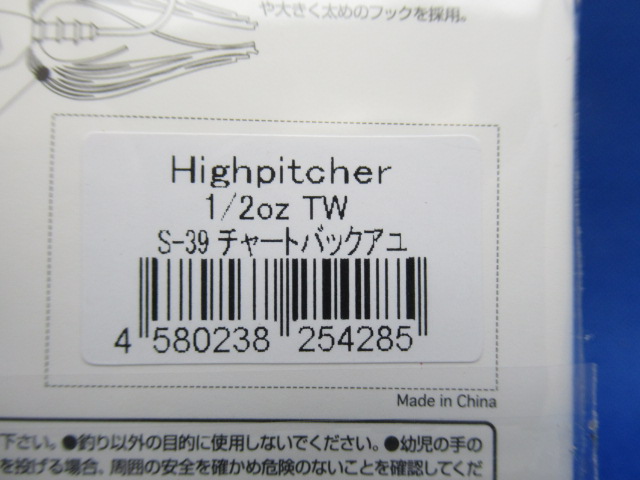 や大きく太めのフックを採用。
Highpitcher
1/2oz TW
S-39 チャートバックアユ
4 580238 254285
Made in China
下さい。●釣り以外の目的に使用しないでください。●幼児の手の
を投げる場合、周囲の安全を確かめ危険のないことを確認してくだ